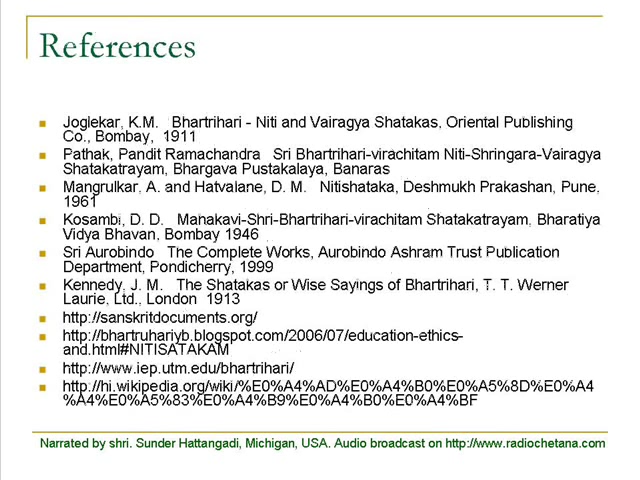 References
Joglekar, K.M. Bhartrihari - Niti and Vairagya Shatakas, Oriental Publishing
Co., Bombay, 1911
Pathak, Pandit Ramachandra Sri Bhartrihari-virachitam Niti-Shringara-Vairagya
Shatakatrayam, Bhargava Pustakalaya, Banaras
Mangrulkar, A. and Hatvalane, D. M. Nitishataka, Deshmukh Prakashan, Pune,
1961
Kosambi, D. D. Mahakavi-Shri-Bhartrihari-virachitam Shatakatrayam, Bharatiya
Vidya Bhavan, Bombay 1946
Sri Aurobindo The Complete Works, Aurobindo Ashram Trust Publication
Department, Pondicherry, 1999
Kennedy, J. M. The Shatakas or Wise Sayings of Bhartrihari, T. T. Werner
Laurie, Ltd., London 1913
http://sanskritdocuments.org/
http://bhartruhariyb.blogspot.com/2006/07/education-ethics-
and.html#NITISATAKAM
http://www.iep.utm.edu/bhartrihari/
http://hi.wikipedia.org/wiki/%E0%A4%AD%E0%A4%B0%E0%A5%8D%E0%A4
%A4%E0%A5%83%E0%A4%B9%E0%A4%B0%E0%A4%BF
Narrated by shri. Sunder Hattangadi, Michigan, USA. Audio broadcast on http://www.radiochetana.com